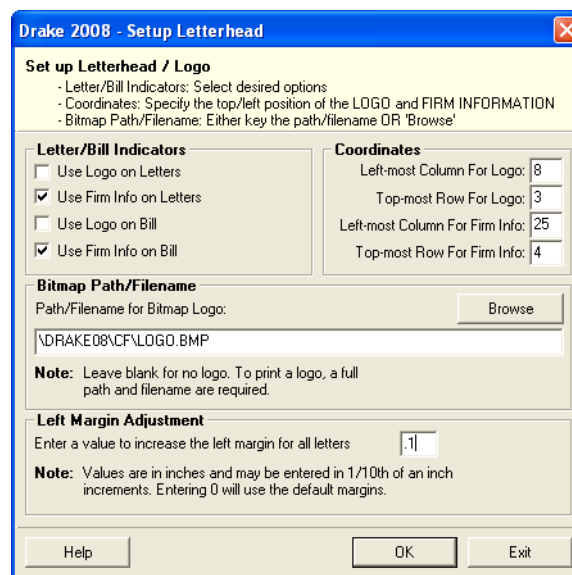 Drake 2008 - Setup Letterhead
Set up Letterhead / Logo
- Letter/Bill Indicators: Select desired options
- Coordinates: Specify the top/left position of the LOGO and FIRM INFORMATION
- Bitmap Path/Filename: Either key the path/filename OR 'Browse'
Letter/Bill Indicators
Use Logo on Letters
Use Firm Info on Letters
Use Logo on Bill
Use Firm Info on Bill
Coordinates
Left-most Column For Logo: 8
Top-most Row For Logo: 3
Left-most Column For Firm Info: 25
Top-most Row For Firm Info: 4
Bitmap Path/Filename
Path/Filename for Bitmap Logo:
Browse
\DRAKE08\CF\LOGO.BMP
Note: Leave blank for no logo. To print a logo, a full
path and filename are required.
Left Margin Adjustment
Enter a value to increase the left margin for all letters .1
Note: Values are in inches and may be entered in 1/10th of an inch
increments. Entering 0 will use the default margins.
Help OK Exit